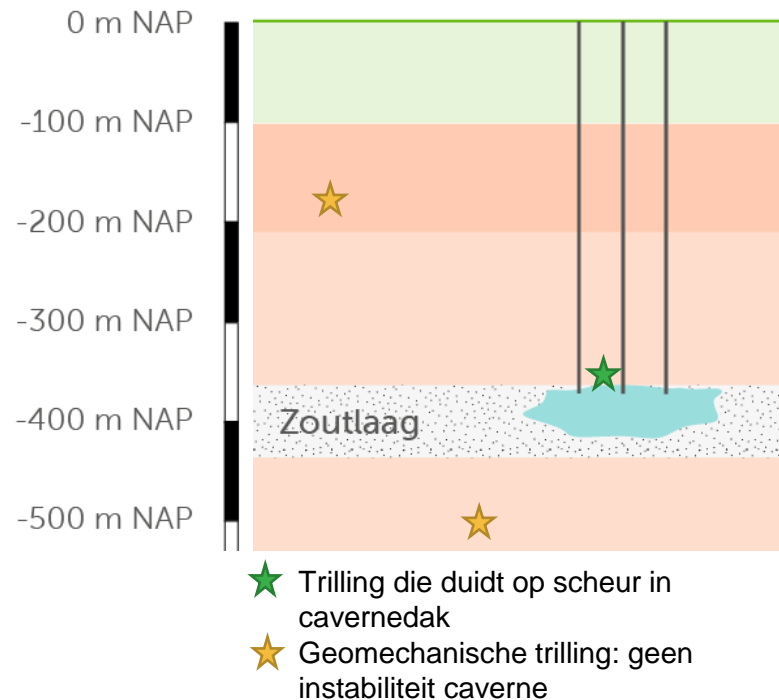 0 m NAP
-100 m NAP
-200 m NAP
-300 m NAP
-400 m NAP
Zoutlaag
-500 m NAP
Trilling die duidt op scheur in
cavernedak
Geomechanische trilling: geen
instabiliteit caverne